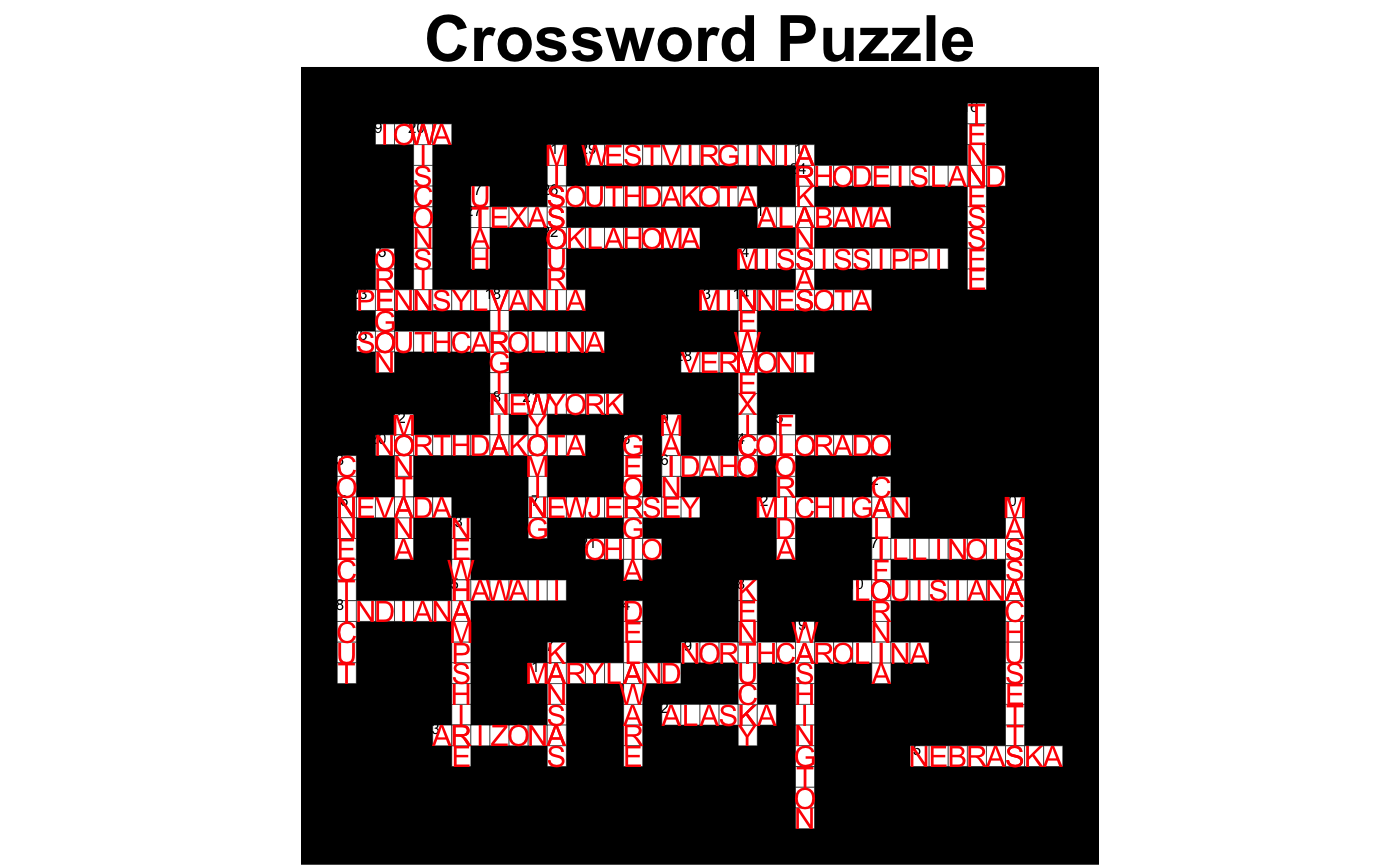 Crossword Puzzle
TENNESSEE
IOWA
WISCONSIN
MISSOURI
WESTVIRGINIA
ARKANSAS
RHODEISLAND
UTAH
SOUTHDAKOTA
TEXAS
ALABAMA
OKLAHOMA
OREGON
MISSISSIPPI
PENNSYLVANIA
VIRGINIA
MINNESOTA
NEWMEXICO
SOUTHCAROLINA
VERMONT
NEWYORK
WYOMING
MONTANA
MAINE
FLORIDA
NORTHDAKOTA
GEORGIA
COLORADO
CONNECTICUT
IDAHO
CALIFORNIA
NEVADA
NEWJERSEY
MICHIGAN
MASSACHUSETTS
NEWHAMPSHIRE
OHIO
ILLINOIS
HAWAII
KENTUCKY
LOUISIANA
INDIANA
DELAWARE
WASHINGTON
KANSAS
NORTHCAROLINA
MARYLAND
ALASKA
ARIZONA
NEBRASKA